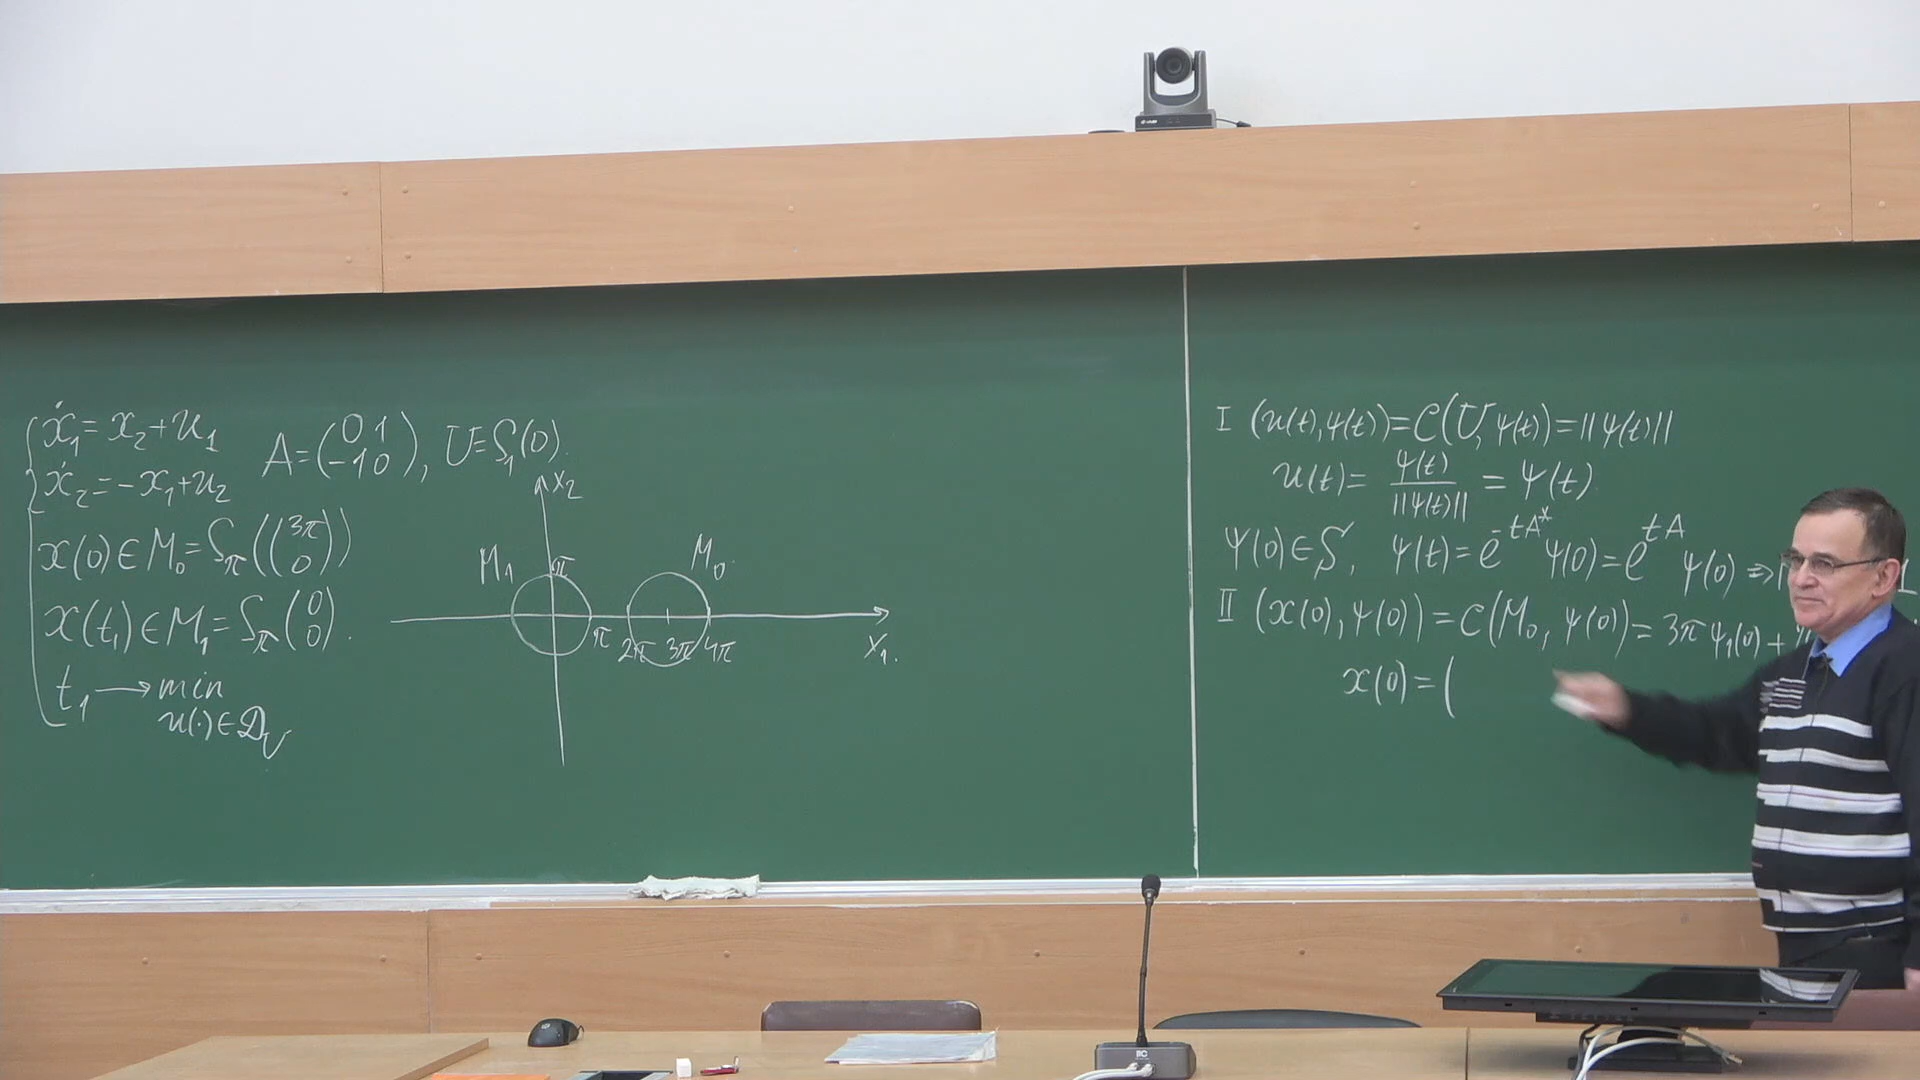 ẋ₁ = x₂ + u₁
ẋ₂ = -x₁ + u₂
A = (0 1
-1 0), U = S₁(0).
x(0) ∈ M₀ = S_π((3π
0))
x(t₁) ∈ M₁ = S_π(0
0).
t₁ → min
u(·) ∈ D_U
x₂
M₁
π
M₀
π 2π 3π 4π
x₁.
I (u(t), ψ(t)) = C(U, ψ(t)) = ||ψ(t)||
u(t) = ψ(t)/||ψ(t)|| = ψ(t)
ψ(0) ∈ S, ψ(t) = e^{-tA*} ψ(0) = e^{tA} ψ(0) ⇒
II (x(0), ψ(0)) = C(M₀, ψ(0)) = 3π ψ₁(0) +
x(0) = (